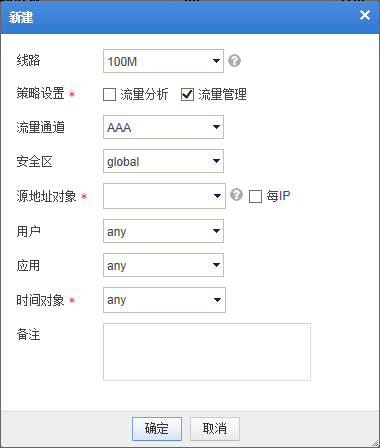 新建
线路 100M
策略设置 * 流量分析 流量管理
流量通道 AAA
安全区 global
源地址对象 * 每IP
用户 any
应用 any
时间对象 * any
备注
确定 取消